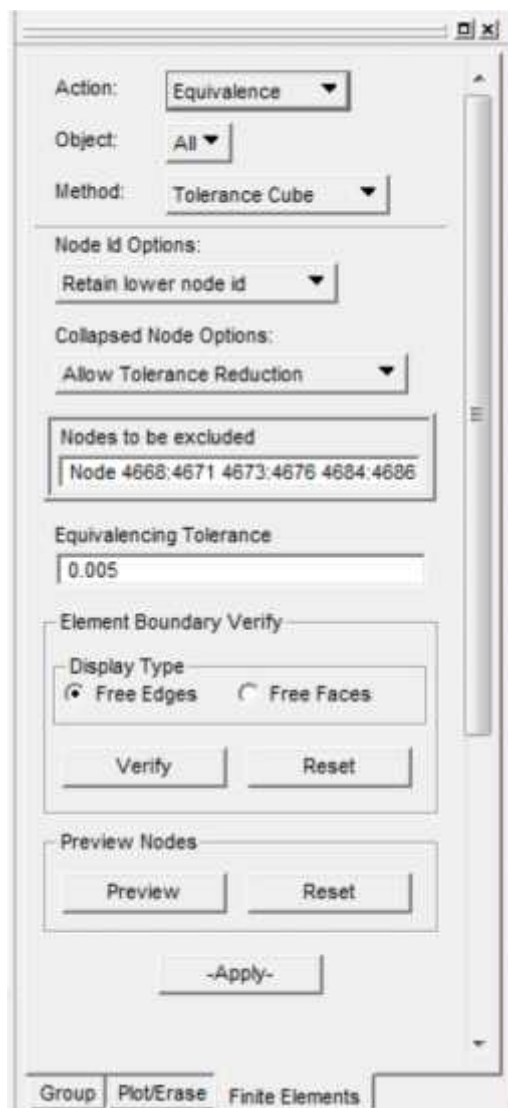 Action: Equivalence
Object: All
Method: Tolerance Cube
Node Id Options:
Retain lower node id
Collapsed Node Options:
Allow Tolerance Reduction
Nodes to be excluded
Node 4668:4671 4673:4676 4684:4686
Equivalencing Tolerance
0.005
Element Boundary Verify
Display Type
Free Edges Free Faces
Verify Reset
Preview Nodes
Preview Reset
-Apply-
Group Plot/Erase Finite Elements